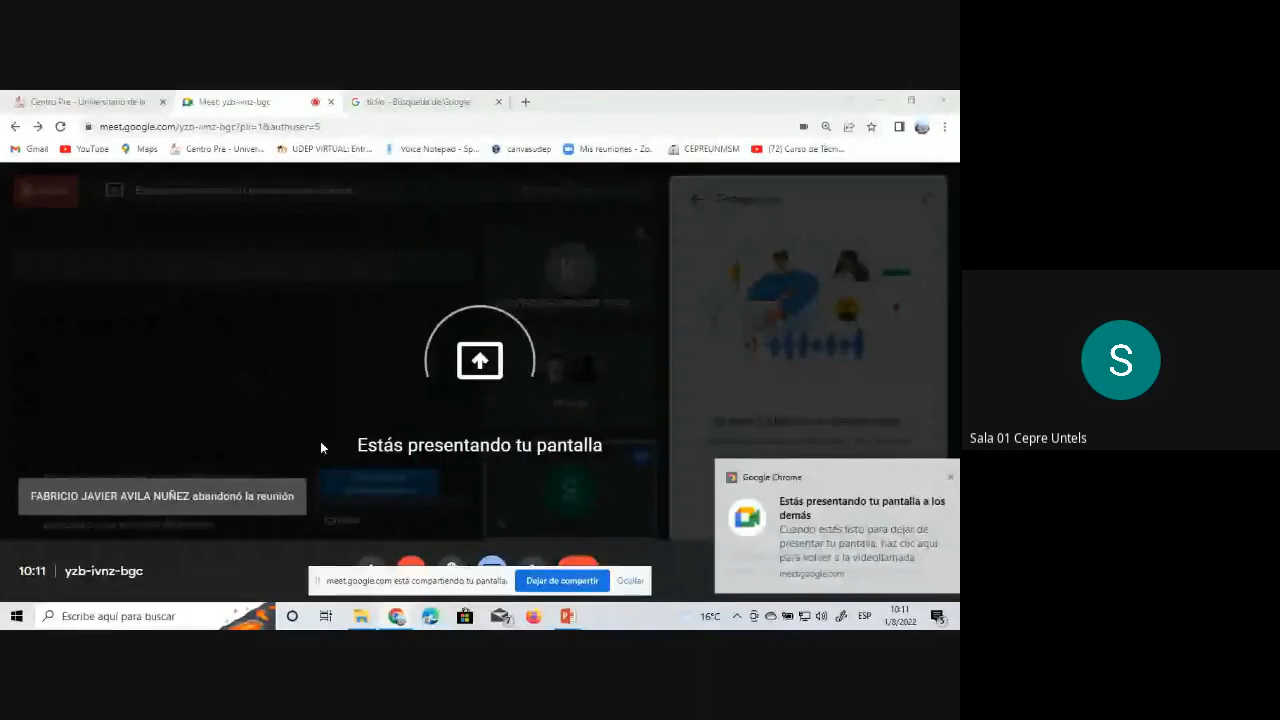 Centro Pre - Universitario de la
Meet: yzb-ivnz-bgc
ticlio - Búsqueda de Google
meet.google.com/yzb-ivnz-bgc?pli=1&authuser=5
Gmail
YouTube
Maps
Centro Pre - Univer...
UDEP VIRTUAL: Entr...
Voice Notepad - Sp...
canvasudep
Mis reuniones - Zo...
CEPREUNMSM
(72) Curso de Técni...
Estás presentando tu pantalla
FABRICIO JAVIER AVILA NUÑEZ abandonó la reunión
Google Chrome
Estás presentando tu pantalla a los
demás
Cuando estés listo para dejar de
presentar tu pantalla, haz clic aquí
para volver a la videollamada
meet.google.com
S
Sala 01 Cepre Untels
10:11 | yzb-ivnz-bgc
meet.google.com está compartiendo tu pantalla.
Dejar de compartir
Ocultar
Escribe aquí para buscar
16°C
ESP
10:11
1/8/2022